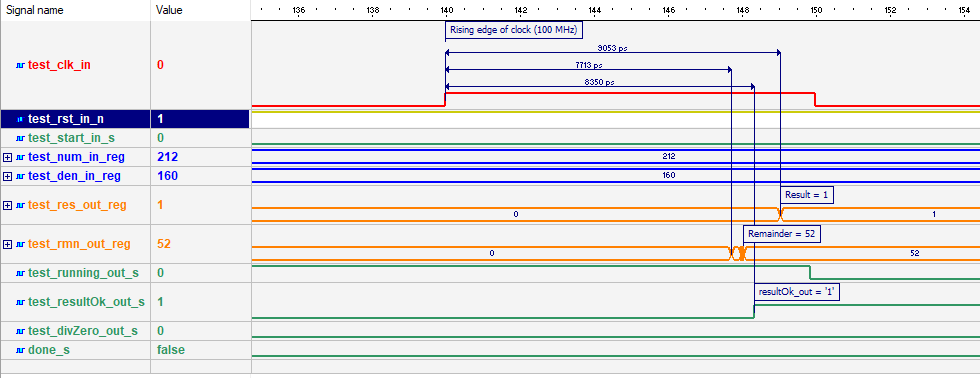 Signal name Value 136 138 140 142 144 146 148 150 152 154
Rising edge of clock (100 MHz)
9053 ps
test_clk_in 0 7713 ps
8350 ps
test_rst_in_n 1
test_start_in_s 0
test_num_in_reg 212 212
test_den_in_reg 160 160
Result = 1
test_res_out_reg 1 0 1
Remainder = 52
test_rmn_out_reg 52 0 52
test_running_out_s 0
resultOk_out = '1'
test_resultOk_out_s 1
test_divZero_out_s 0
done_s false